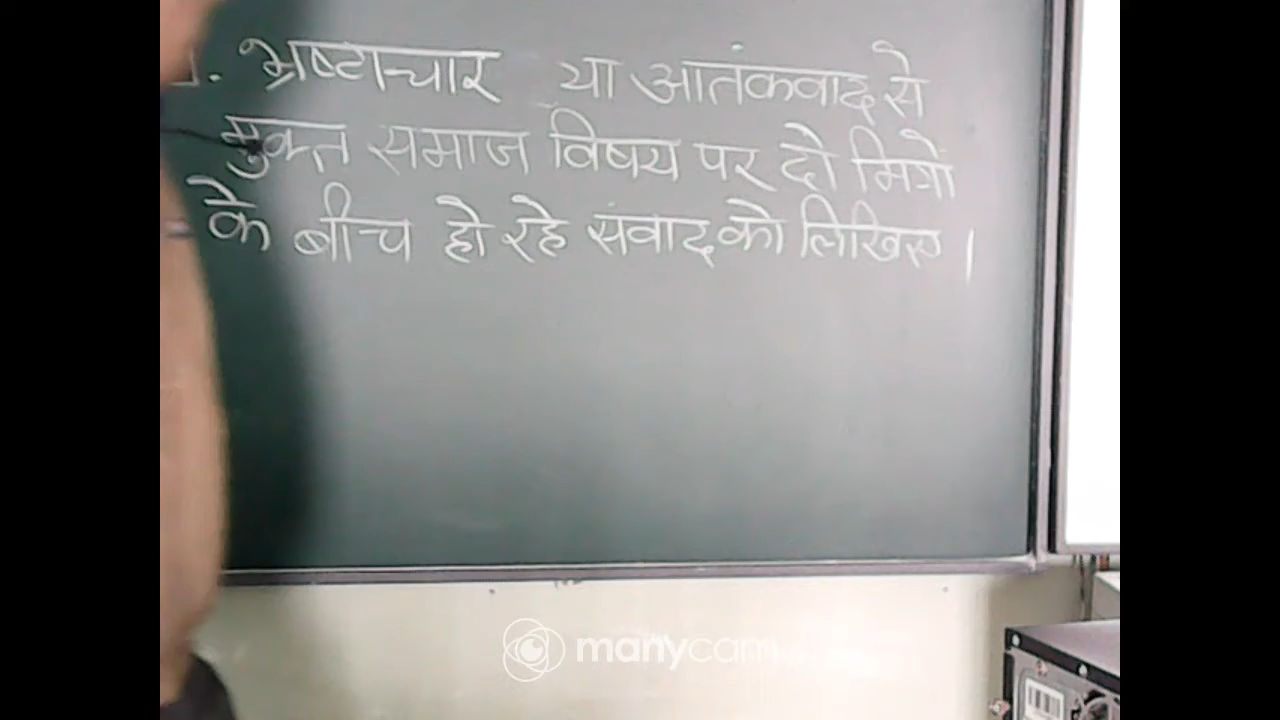 . भ्रष्टाचार या आतंकवाद से
मुक्त समाज विषय पर दो मित्रों
के बीच हो रहे संवाद को लिखिए ।
manycam